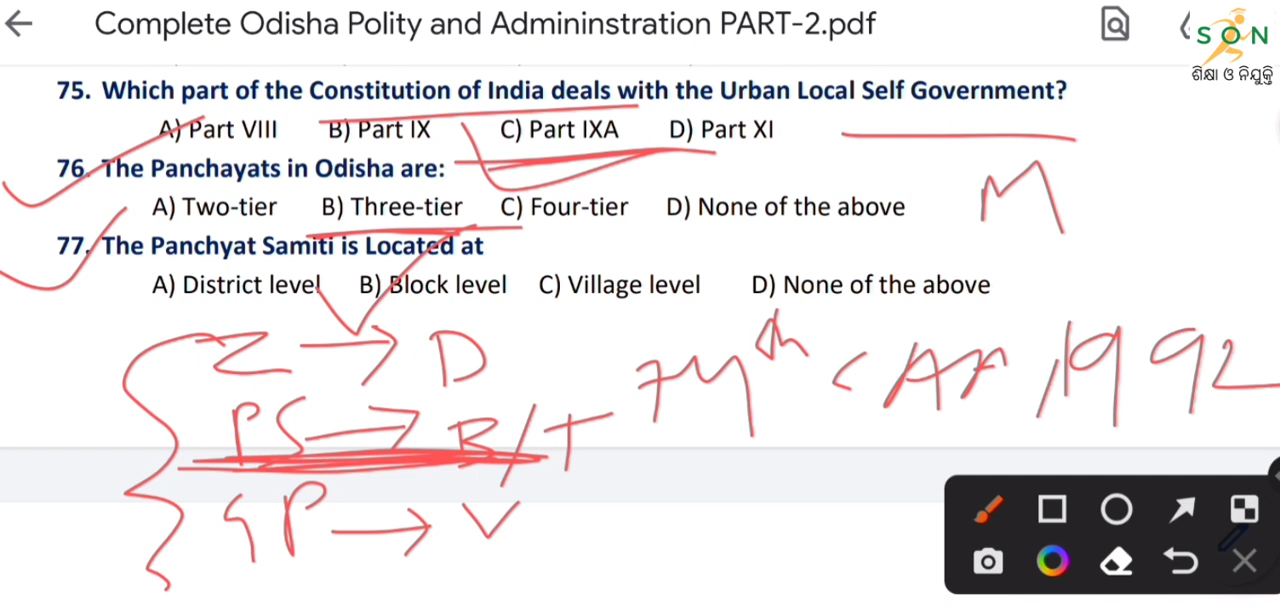 Complete Odisha Polity and Admininstration PART-2.pdf
S O N
ଶିକ୍ଷା ଓ ନିଯୁକ୍ତି
75. Which part of the Constitution of India deals with the Urban Local Self Government?
A) Part VIII B) Part IX C) Part IXA D) Part XI
76. The Panchayats in Odisha are:
M
A) Two-tier B) Three-tier C) Four-tier D) None of the above
77. The Panchyat Samiti is Located at
A) District level B) Block level C) Village level D) None of the above
Z → D
74th CAA, 1992
PS → B/T
GP → V